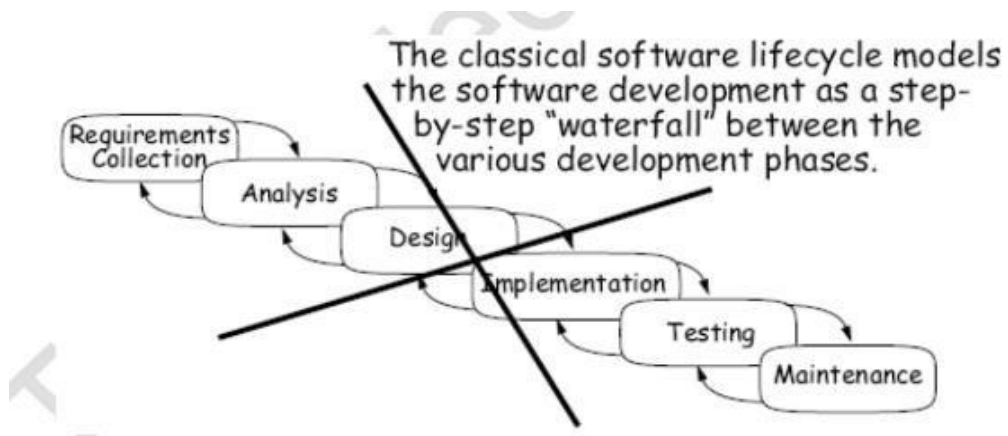 The classical software lifecycle models
the software development as a step-
by-step “waterfall” between the
various development phases.
Requirements
Collection
Analysis
Design
Implementation
Testing
Maintenance